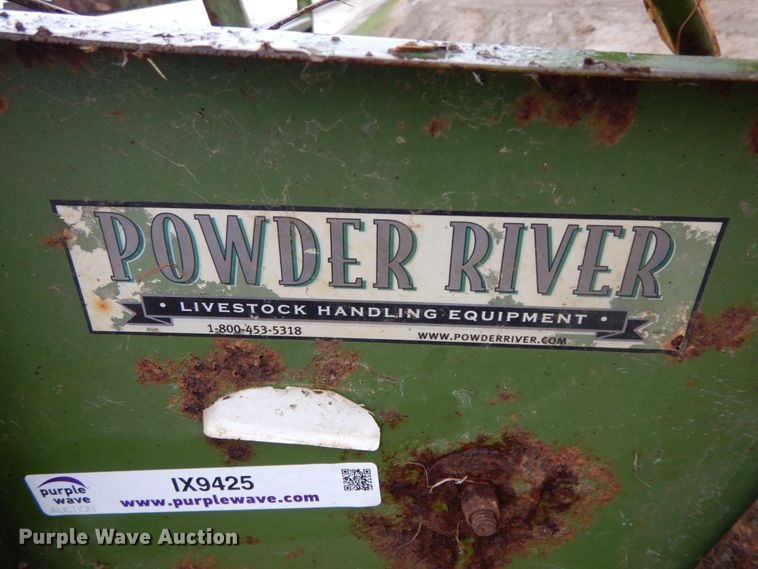 POWDER RIVER
• LIVESTOCK HANDLING EQUIPMENT •
1-800-453-5318 WWW.POWDERRIVER.COM
purple wave AUCTION
IX9425
www.purplewave.com
Purple Wave Auction